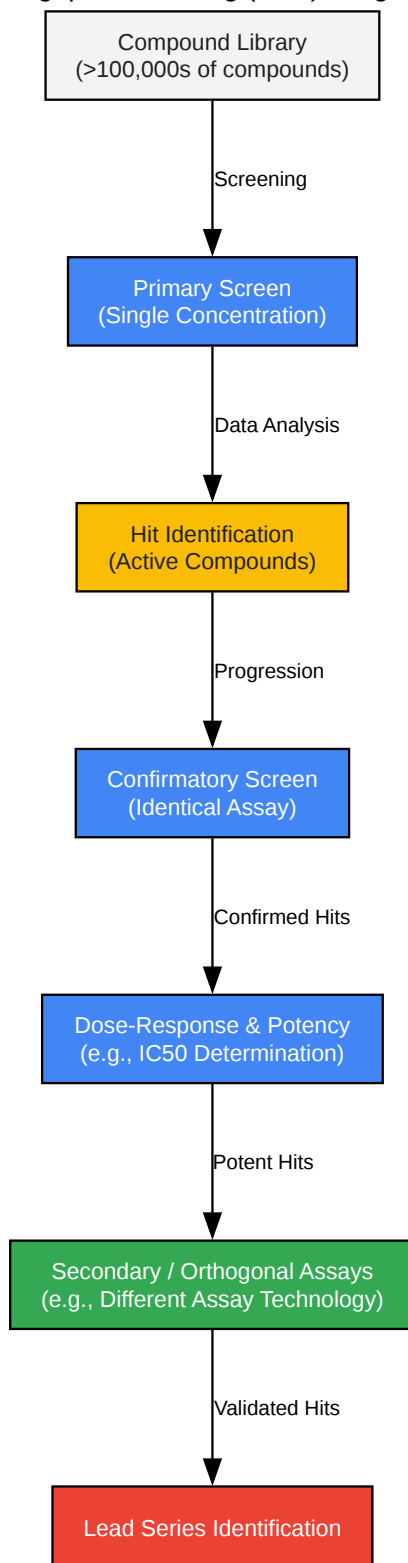 Compound Library
(>100,000s of compounds)
Screening
Primary Screen
(Single Concentration)
Data Analysis
Hit Identification
(Active Compounds)
Progression
Confirmatory Screen
(Identical Assay)
Confirmed Hits
Dose-Response & Potency
(e.g., IC50 Determination)
Potent Hits
Secondary / Orthogonal Assays
(e.g., Different Assay Technology)
Validated Hits
Lead Series Identification